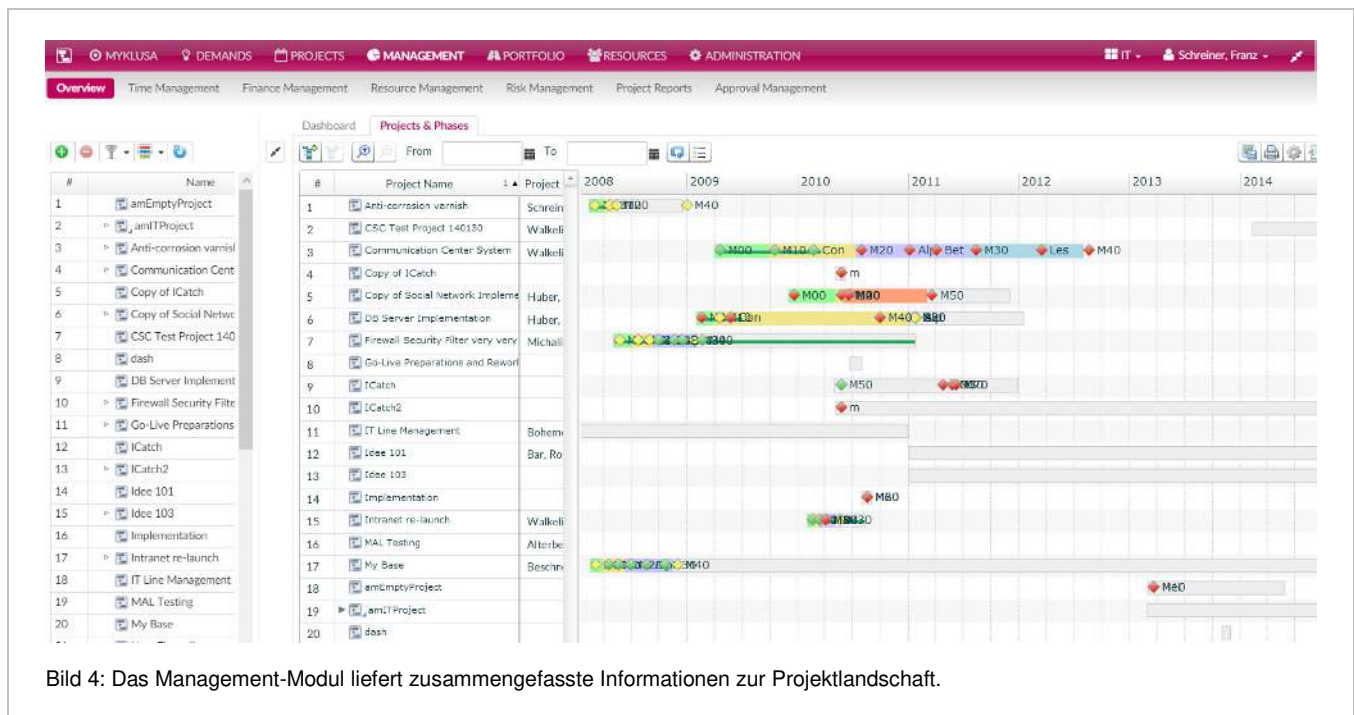 MYKLUSA DEMANDS PROJECTS MANAGEMENT PORTFOLIO RESOURCES ADMINISTRATION IT Schreiner, Franz
Overview Time Management Finance Management Resource Management Risk Management Project Reports Approval Management
Dashboard Projects & Phases
From To
# Name # Project Name 1 Project 2008 2009 2010 2011 2012 2013 2014
1 amEmptyProject 1 Anti-corrosion varnish Schrein M40
2 amITProject 2 CSC Test Project 140130 Walkeli
3 Anti-corrosion varnisl 3 Communication Center System Walkeli M00 M10 Con M20 Alp Bet M30 Les M40
4 Communication Cent 4 Copy of ICatch m
5 Copy of ICatch 5 Copy of Social Network Impleme Huber, M00 M50
6 Copy of Social Netwc 6 DB Server Implementation Huber, M40
7 CSC Test Project 140 7 Firewall Security Filter very very Michali
8 dash 8 Go-Live Preparations and Rework
9 DB Server Implement 9 ICatch M50
10 Firewall Security Filte 10 ICatch2 m
11 Go-Live Preparations 11 IT Line Management Bohem
12 ICatch 12 Idee 101 Bar, Ro
13 ICatch2 13 Idee 103
14 Idee 101 14 Implementation
15 Idee 103 15 Intranet re-launch Walkeli
16 Implementation 16 MAL Testing Alterbe
17 Intranet re-launch 17 My Base Beschre
18 IT Line Management 18 amEmptyProject
19 MAL Testing 19 amITProject
20 My Base 20 dash
Bild 4: Das Management-Modul liefert zusammengefasste Informationen zur Projektlandschaft.